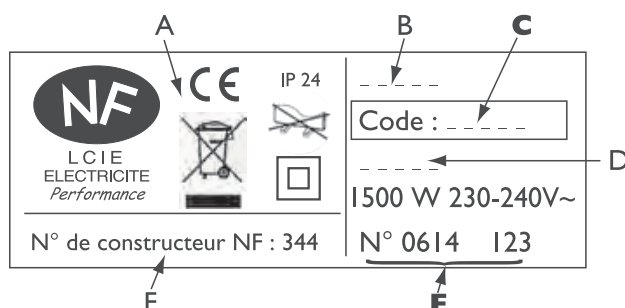 A
B
C
NF
CE
IP 24
Code :
LCIE
ELECTRICITE
Performance
D
1500 W 230-240V~
N° de constructeur NF : 344
N° 0614 123
F
E